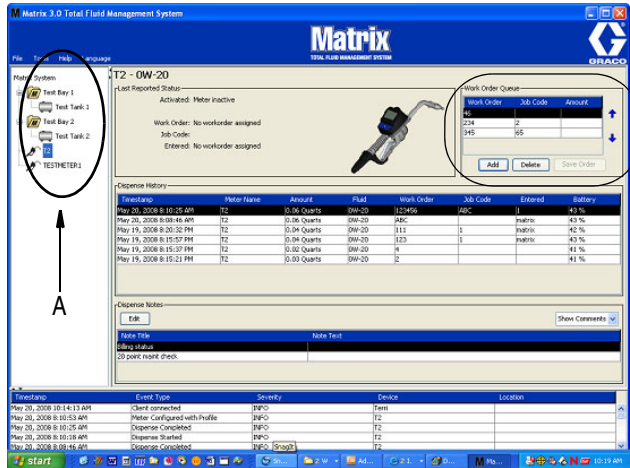 Matrix 3.0 Total Fluid Management System
Matrix
TOTAL FLUID MANAGEMENT SYSTEM
GRACO
File Tools Help Language
Matrix System
Test Bay 1
Test Tank 1
Test Bay 2
Test Tank 2
T2
TESTMETER1
A
T2 - 0W-20
Last Reported Status
Activated: Meter inactive
Work Order: No workorder assigned
Job Code:
Entered: No workorder assigned
Work Order Queue
Work Order Job Code Amount
46
234 2
345 65
Add Delete Save Order
Dispense History
Timestamp Meter Name Amount Fluid Work Order Job Code Entered Battery
May 20, 2008 8:10:25 AM T2 0.06 Quarts 0W-20 123456 ABC 1 43 %
May 20, 2008 8:08:46 AM T2 0.06 Quarts 0W-20 ABC matrix 43 %
May 19, 2008 8:20:32 PM T2 0.04 Quarts 0W-20 111 1 matrix 42 %
May 19, 2008 8:15:57 PM T2 0.04 Quarts 0W-20 123 1 matrix 43 %
May 19, 2008 8:15:37 PM T2 0.02 Quarts 0W-20 4 41 %
May 19, 2008 8:15:21 PM T2 0.03 Quarts 0W-20 2 41 %
Dispense Notes
Edit Show Comments
Note Title Note Text
Billing status
20 point maint check
Timestamp Event Type Severity Device Location
May 20, 2008 10:14:13 AM Client connected INFO Terri
May 20, 2008 8:10:53 AM Meter Configured with Profile INFO T2
May 20, 2008 8:10:25 AM Dispense Completed INFO T2
May 20, 2008 8:10:18 AM Dispense Started INFO T2
May 20, 2008 8:08:46 AM Dispense Completed INFO SnagIt T2
start Sn... 2 W Ad... 2 I. D... Ma... 10:19 AM